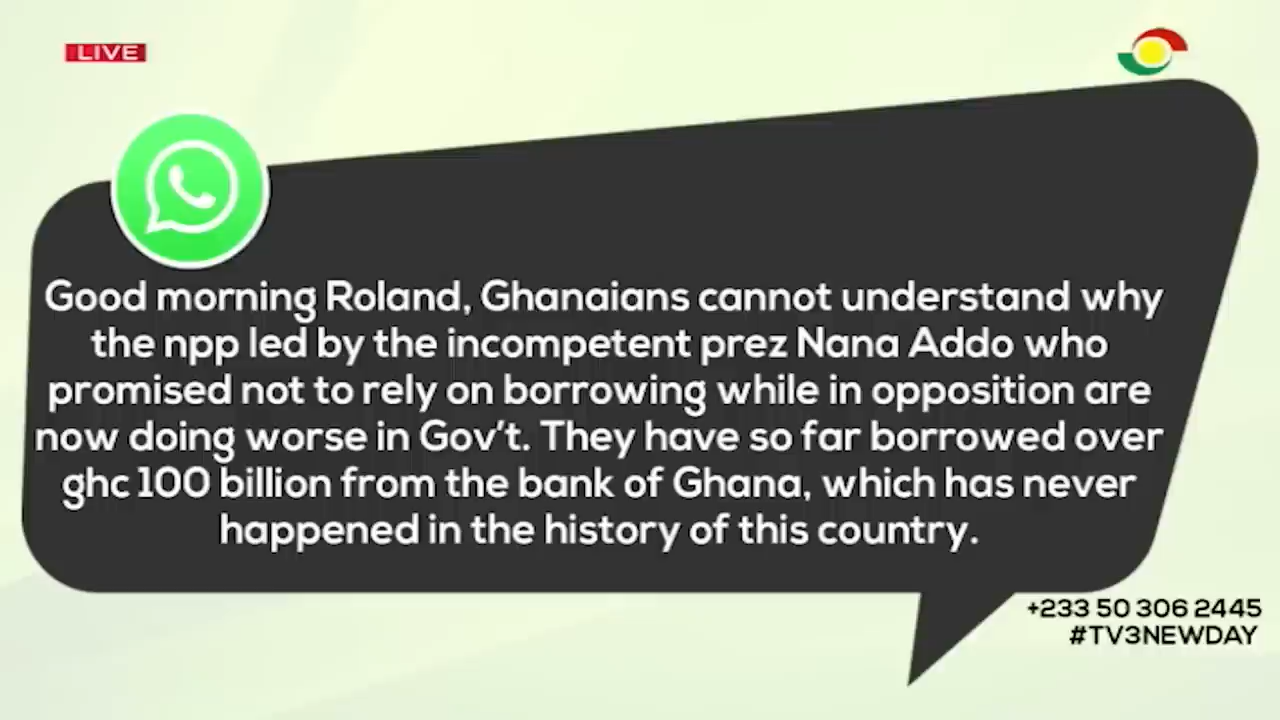 LIVE
Good morning Roland, Ghanaians cannot understand why
the npp led by the incompetent prez Nana Addo who
promised not to rely on borrowing while in opposition are
now doing worse in Gov't. They have so far borrowed over
ghc 100 billion from the bank of Ghana, which has never
happened in the history of this country.
+233 50 306 2445
#TV3NEWDAY